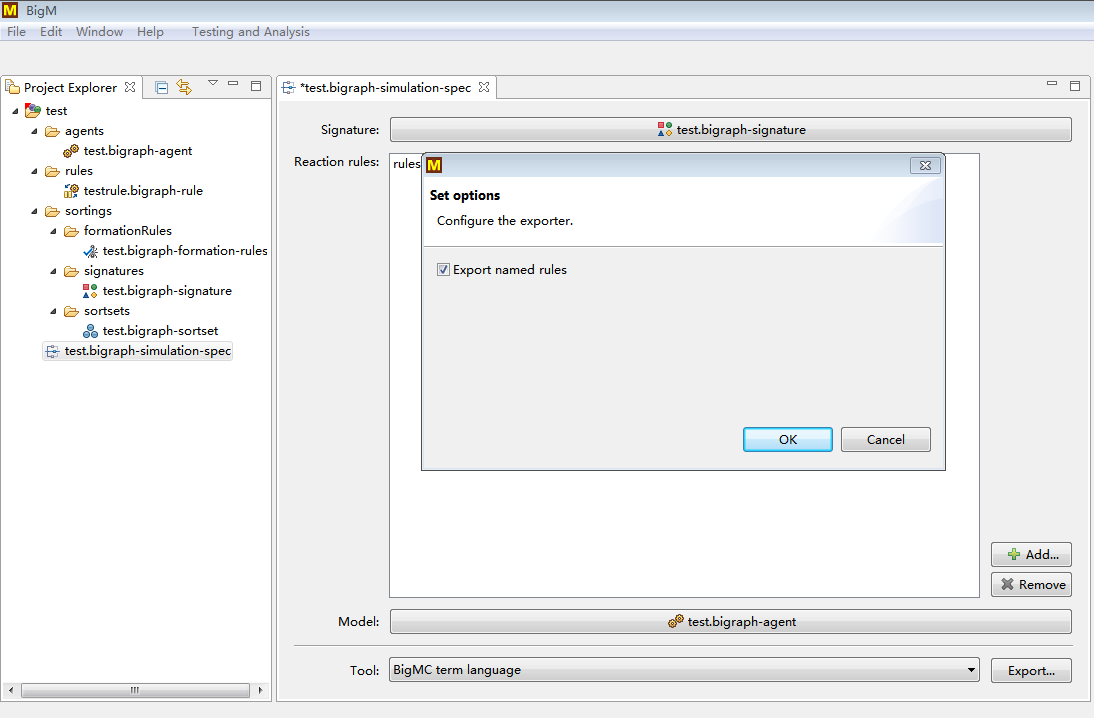 M BigM
File Edit Window Help Testing and Analysis
Project Explorer
*test.bigraph-simulation-spec
test
agents
test.bigraph-agent
rules
testrule.bigraph-rule
sortings
formationRules
test.bigraph-formation-rules
signatures
test.bigraph-signature
sortsets
test.bigraph-sortset
test.bigraph-simulation-spec
Signature: test.bigraph-signature
Reaction rules: rules
M
Set options
Configure the exporter.
Export named rules
OK Cancel
Add...
Remove
Model: test.bigraph-agent
Tool: BigMC term language Export...